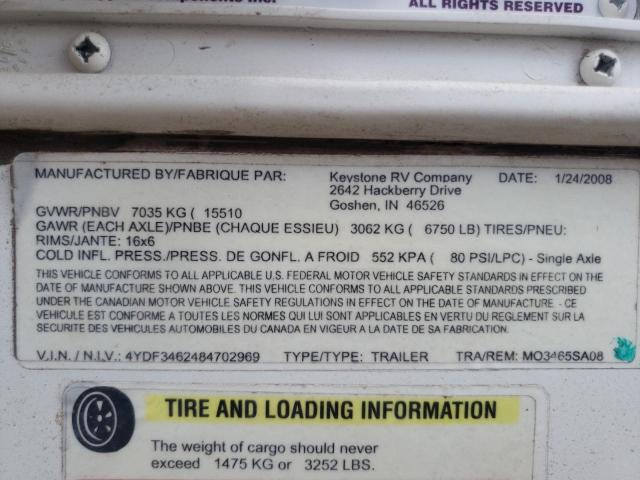 ponents Inc.
ALL RIGHTS RESERVED
MANUFACTURED BY/FABRIQUE PAR: Keystone RV Company DATE: 1/24/2008
2642 Hackberry Drive
Goshen, IN 46526
GVWR/PNBV 7035 KG ( 15510
GAWR (EACH AXLE)/PNBE (CHAQUE ESSIEU) 3062 KG ( 6750 LB) TIRES/PNEU:
RIMS/JANTE: 16x6
COLD INFL. PRESS./PRESS. DE GONFL. A FROID 552 KPA ( 80 PSI/LPC) - Single Axle
THIS VEHICLE CONFORMS TO ALL APPLICABLE U.S. FEDERAL MOTOR VEHICLE SAFETY STANDARDS IN EFFECT ON THE
DATE OF MANUFACTURE SHOWN ABOVE. THIS VEHICLE CONFORMS TO ALL APPLICABLE STANDARDS PRESCRIBED
UNDER THE CANADIAN MOTOR VEHICLE SAFETY REGULATIONS IN EFFECT ON THE DATE OF MANUFACTURE. - CE
VEHICULE EST CONFORME A TOUTES LES NORMES QUI LUI SONT APPLICABLES EN VERTU DU REGLEMENT SUR LA
SECURITE DES VEHICULES AUTOMOBILES DU CANADA EN VIGEUR A LA DATE DE SA FABRICATION.
V.I.N. / N.I.V.: 4YDF3462484702969 TYPE/TYPE: TRAILER TRA/REM: MO3465SA08
TIRE AND LOADING INFORMATION
The weight of cargo should never
exceed 1475 KG or 3252 LBS.